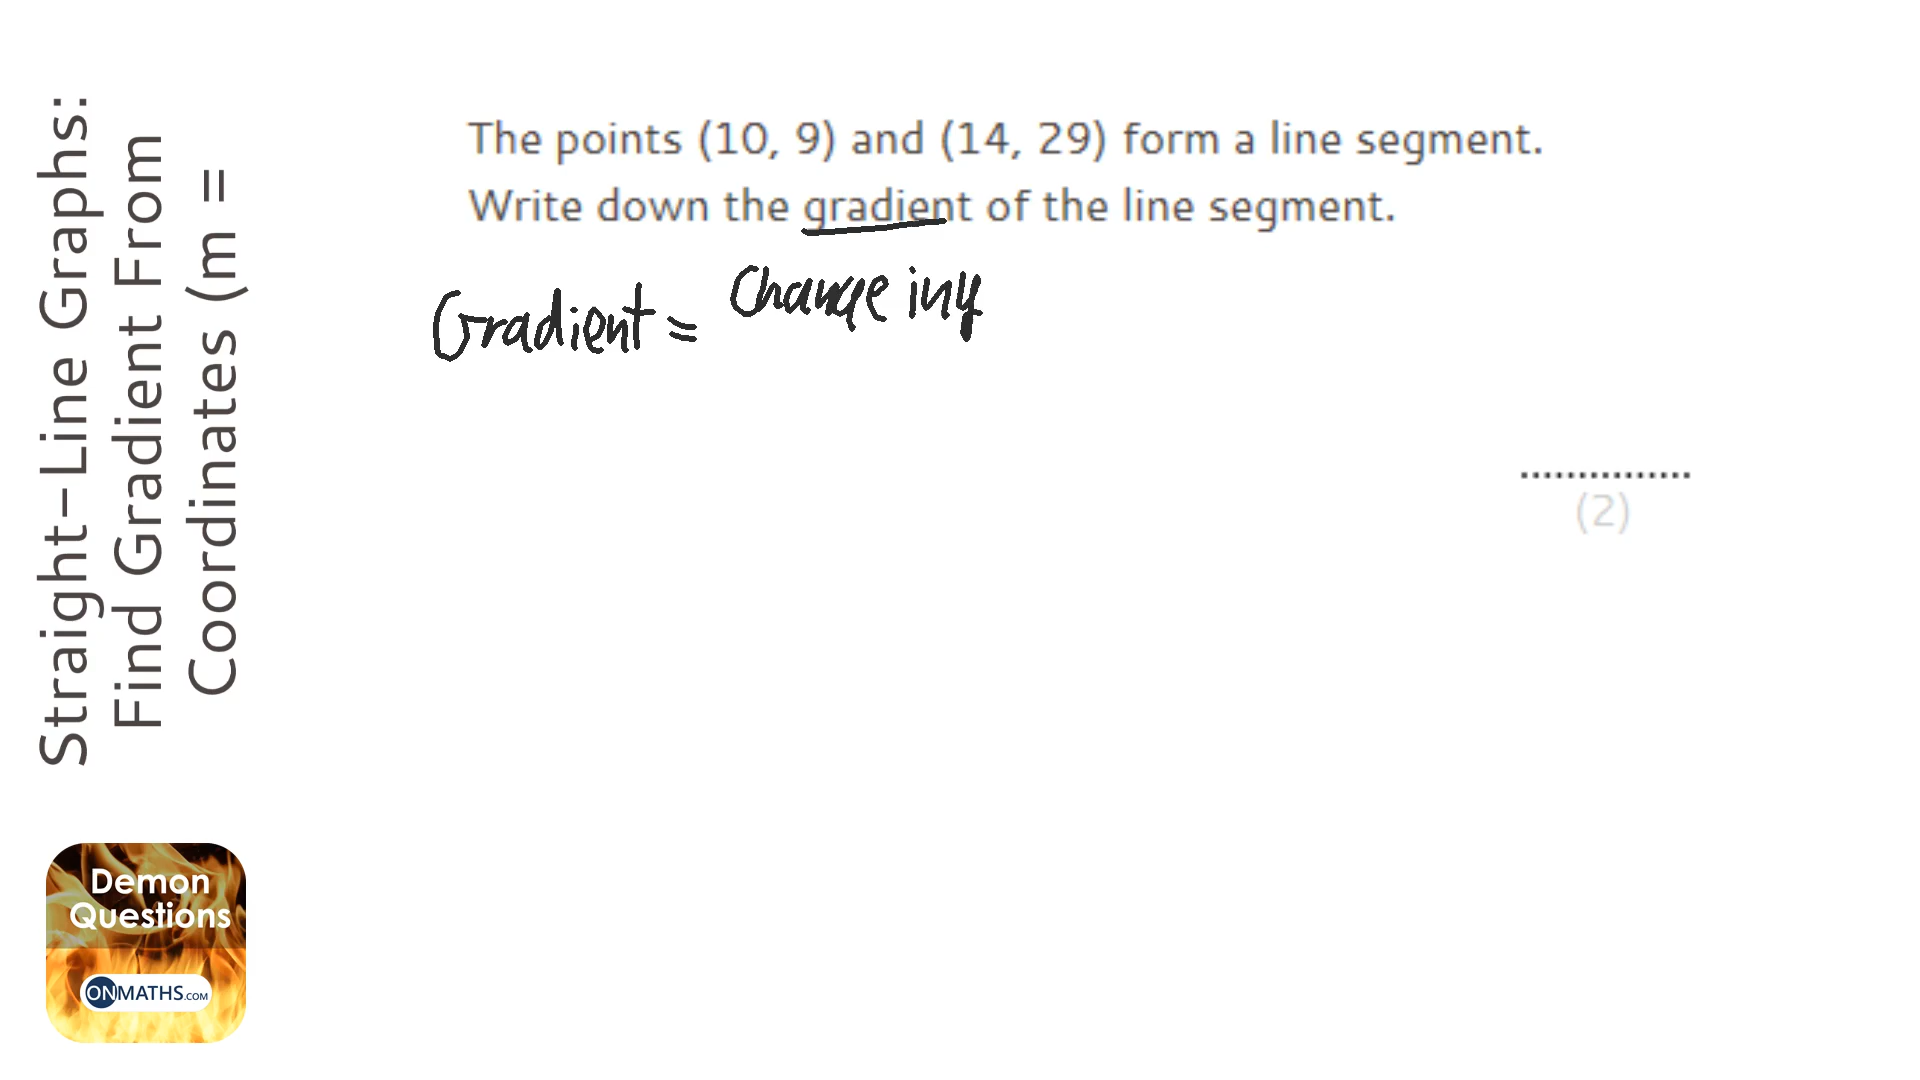 Straight-Line Graphs:
Find Gradient From
Coordinates (m =
The points (10, 9) and (14, 29) form a line segment.
Write down the gradient of the line segment.
Gradient = Change in y
...............
(2)
Demon
Questions
ONMATHS.COM